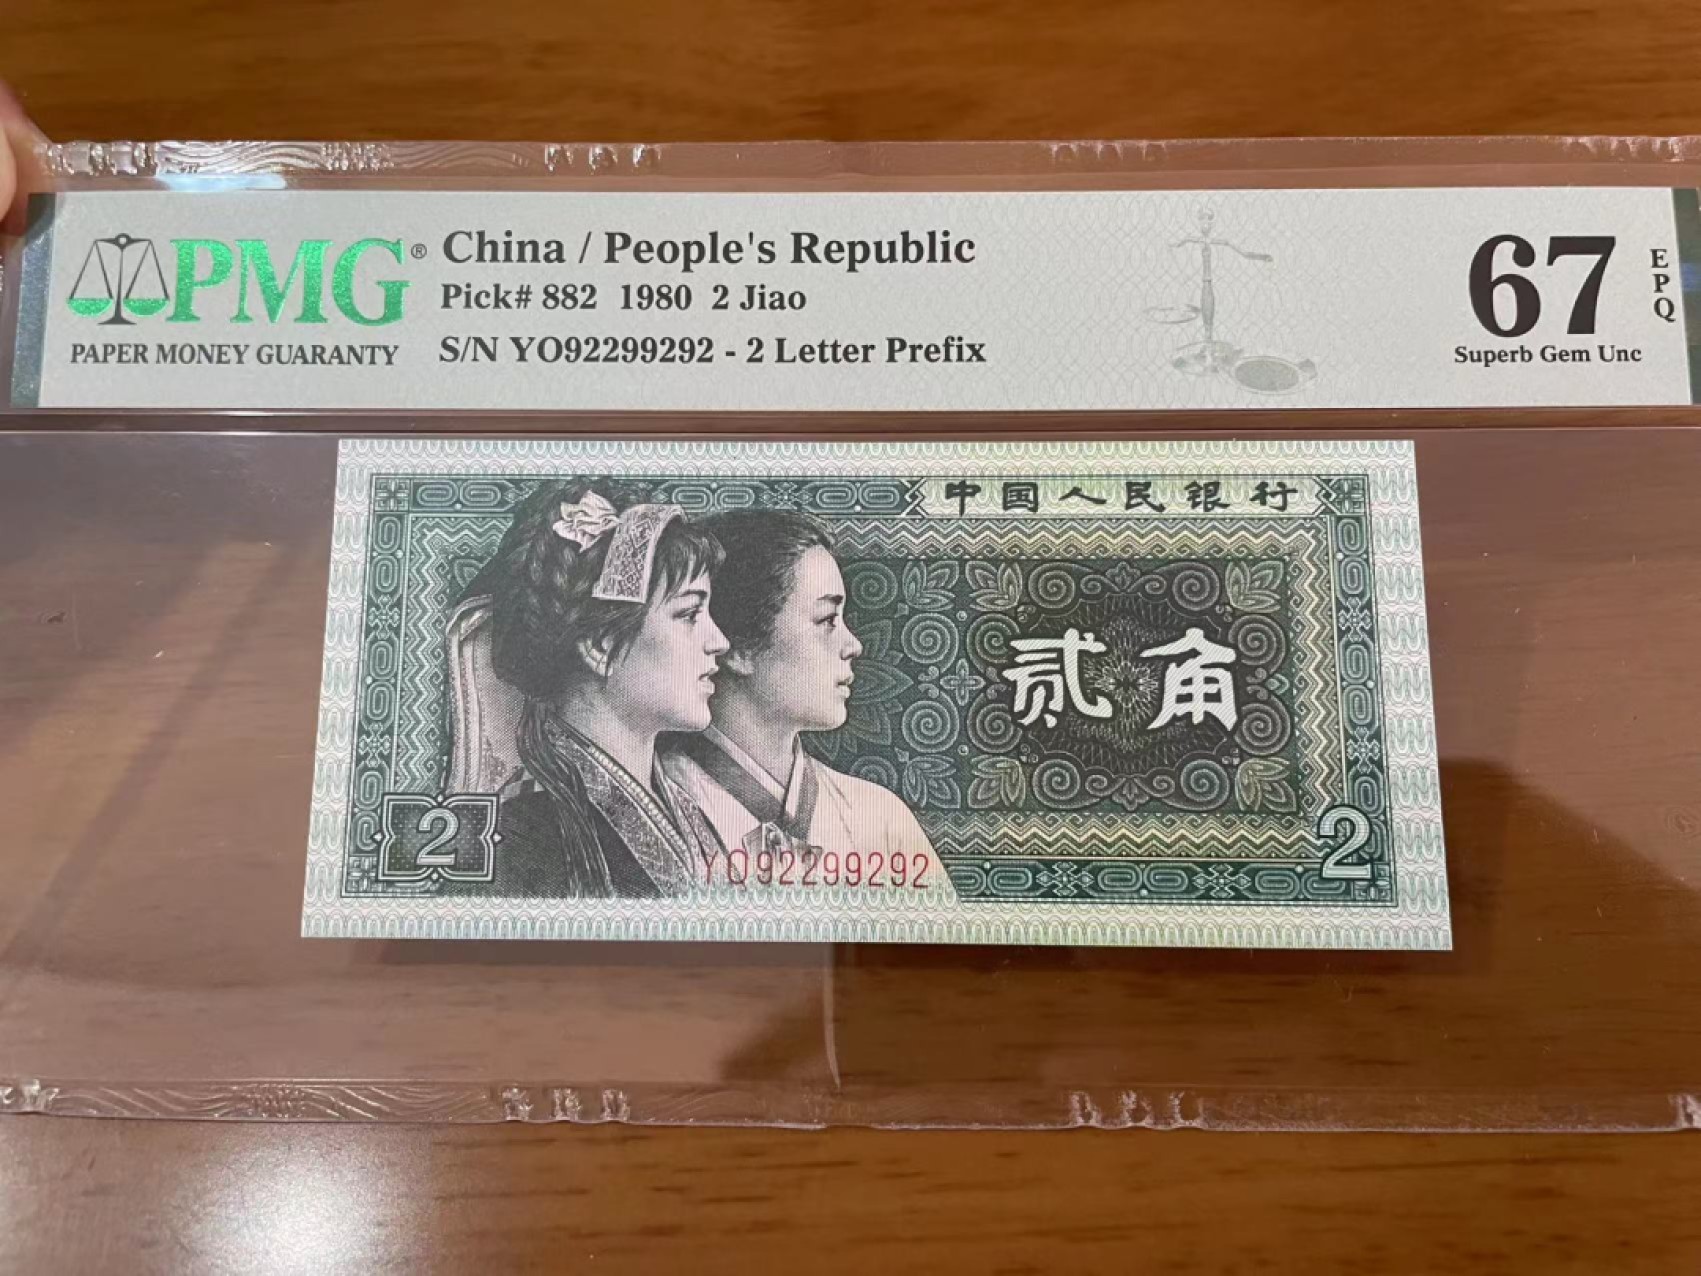 PMG® China / People's Republic
Pick# 882 1980 2 Jiao
PAPER MONEY GUARANTY S/N YO92299292 - 2 Letter Prefix
67 EPQ
Superb Gem Unc
中国人民银行
贰角
2
YO92299292
2